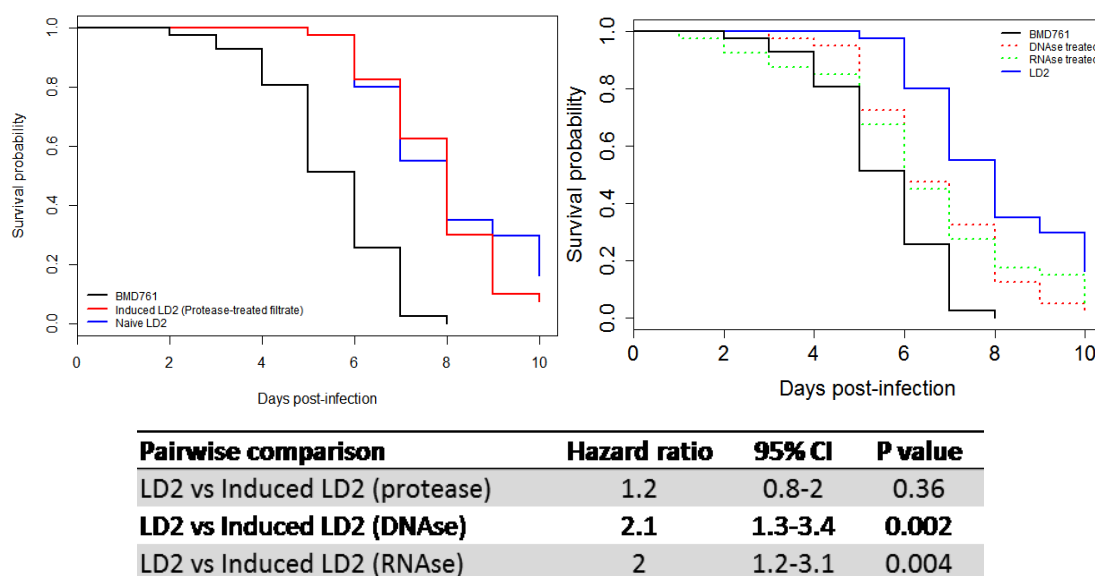 Survival probability
1.0
0.8
0.6
0.4
0.2
0.0
BMD761
Induced LD2 (Protease-treated filtrate)
Naive LD2
0 2 4 6 8 10
Days post-infection
Survival probability
1.0
0.8
0.6
0.4
0.2
0.0
BMD761
DNAse treated
RNAse treated
LD2
0 2 4 6 8 10
Days post-infection
Pairwise comparison Hazard ratio 95% CI P value
LD2 vs Induced LD2 (protease) 1.2 0.8-2 0.36
LD2 vs Induced LD2 (DNAse) 2.1 1.3-3.4 0.002
LD2 vs Induced LD2 (RNAse) 2 1.2-3.1 0.004